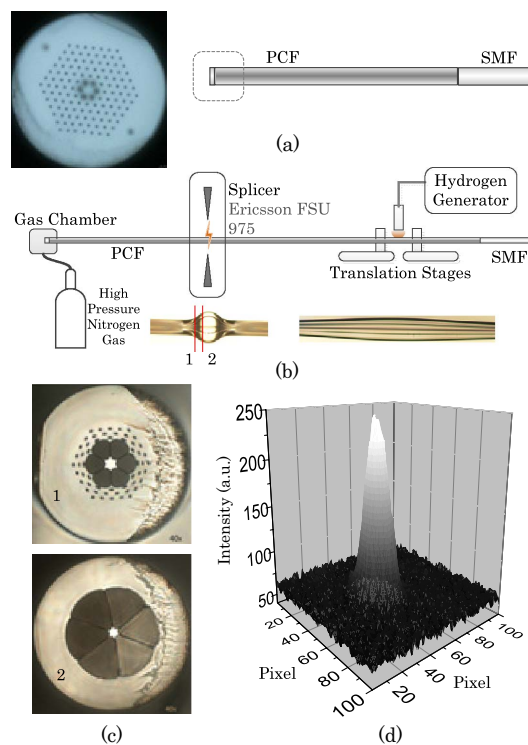 PCF
SMF
(a)
Splicer
Ericsson FSU
975
Hydrogen
Generator
Gas Chamber
PCF
Translation Stages
SMF
High
Pressure
Nitrogen
Gas
1 2
(b)
1
40x
2
(c)
250
200
150
100
50
Intensity (a.u.)
20
40
60
80
100
Pixel
20
40
60
80
100
Pixel
(d)